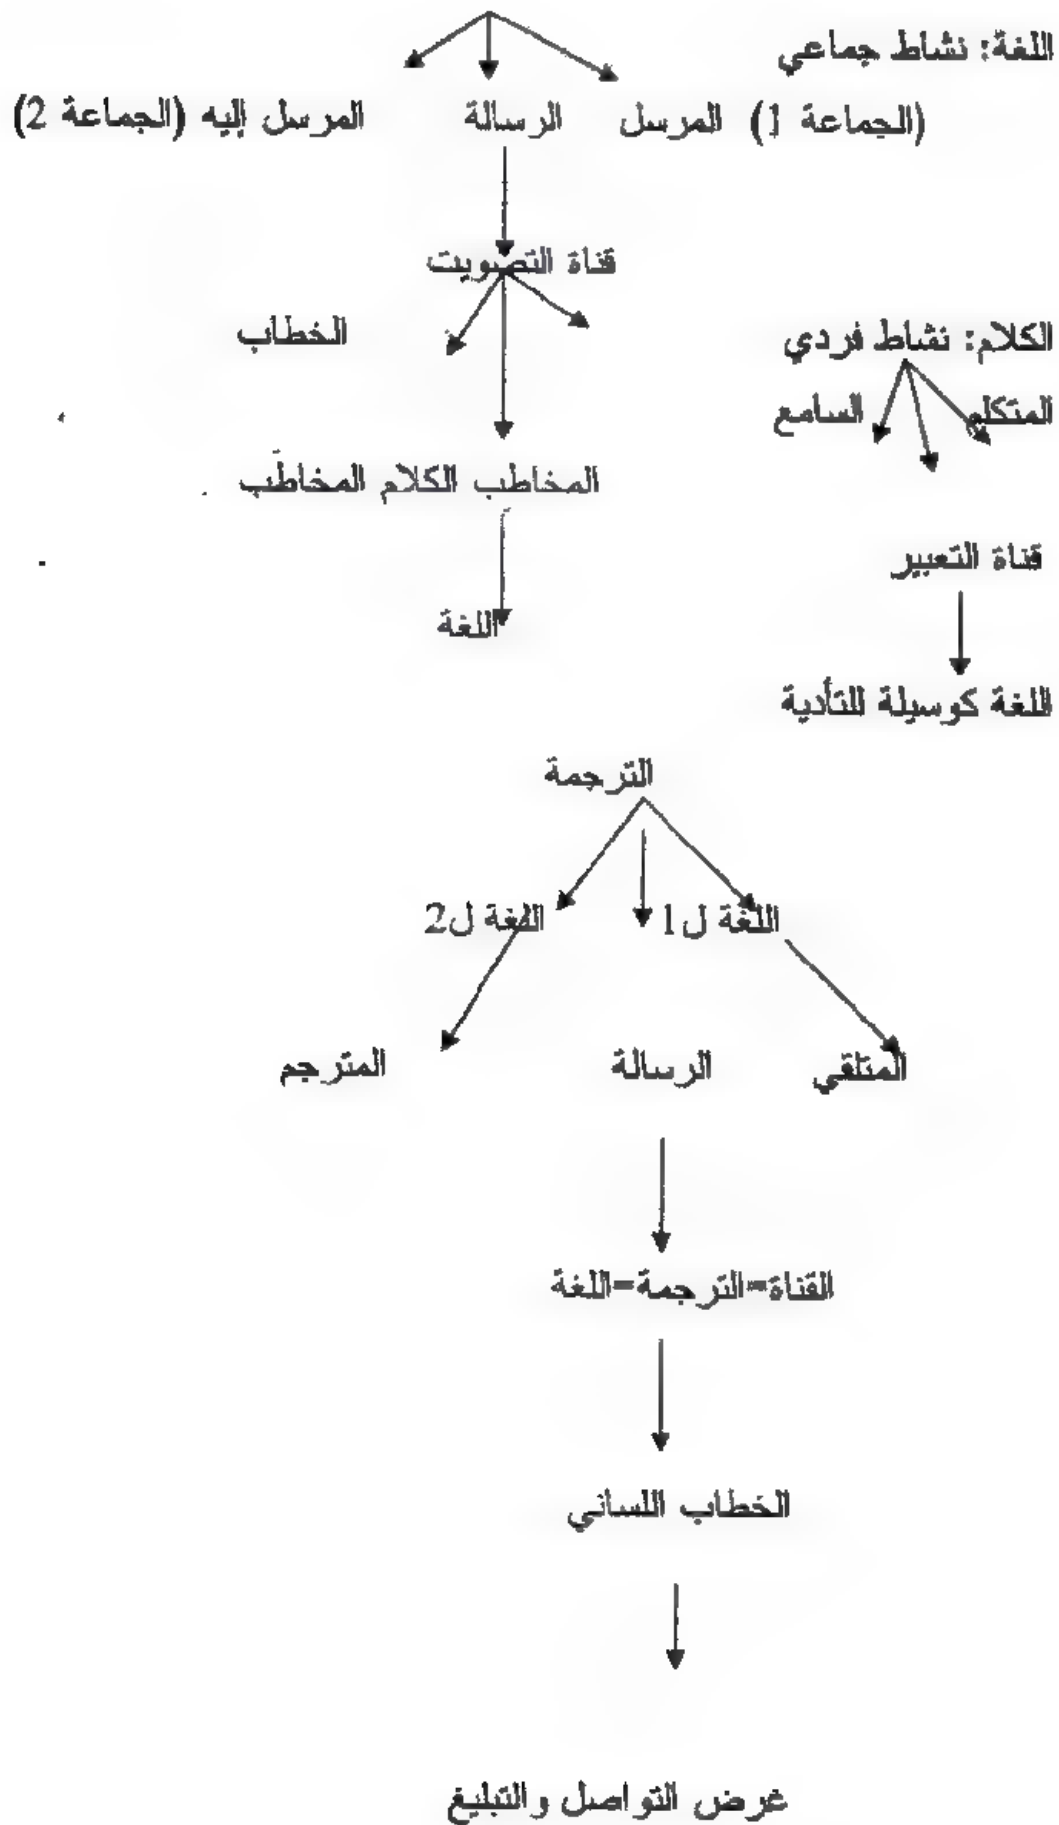 اللغة: نشاط جماعي
(الجماعة 1) المرسل الرسالة المرسل إليه (الجماعة 2)
قناة التصويت
الكلام: نشاط فردي
الخطاب
المتكلم السامع
المخاطب الكلام المخاطَب
قناة التعبير
اللغة
اللغة كوسيلة للتأدية
الترجمة
اللغة ل1 اللغة ل2
المتلقي الرسالة المترجم
القناة=الترجمة=اللغة
الخطاب اللساني
غرض التواصل والتبليغ